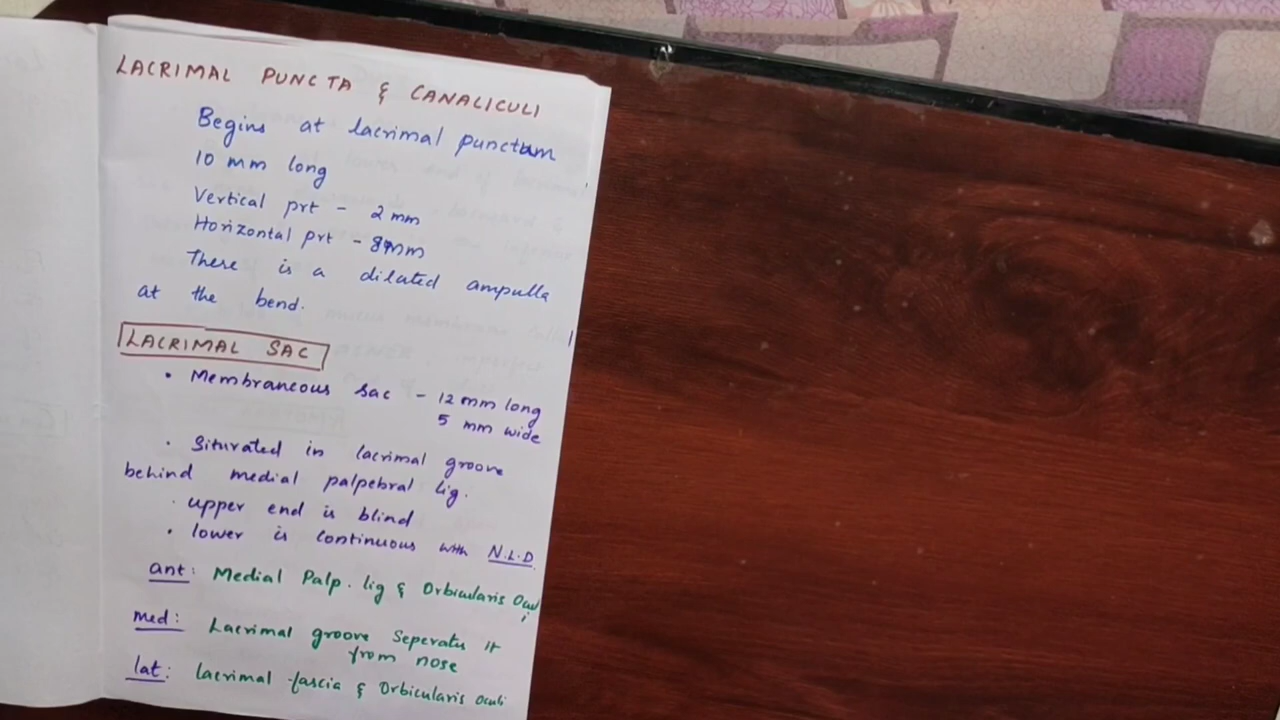 LACRIMAL PUNCTA & CANALICULI
Begins at lacrimal punctum
10 mm long
Vertical prt - 2 mm
Horizontal prt - 8mm
There is a dilated ampulla
at the bend.
LACRIMAL SAC
• Membraneous sac - 12 mm long
5 mm wide
• Siturated in lacrimal groove
behind medial palpebral lig.
• upper end is blind
• lower is continuous with N.L.D
ant: Medial Palp. lig & Orbicularis Oculi
med: Lacrimal groove Seperates it
from nose
lat: lacrimal fascia & Orbicularis Oculi